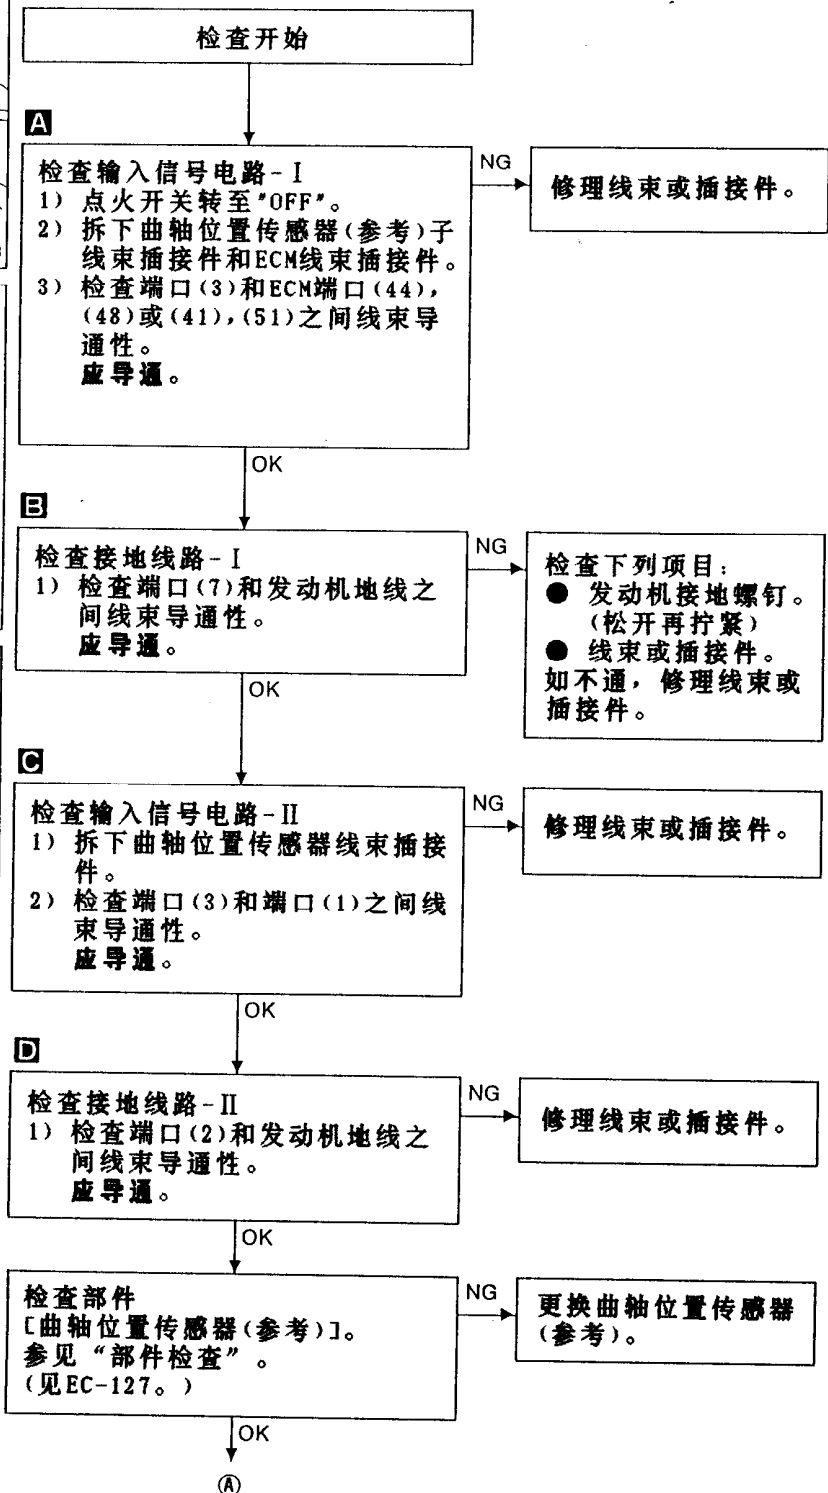 检查开始
A
检查输入信号电路-I
1) 点火开关转至"OFF"。
2) 拆下曲轴位置传感器(参考)子
线束插接件和ECM线束插接件。
3) 检查端口(3)和ECM端口(44),
(48)或(41),(51)之间线束导
通性。
应导通。
NG
修理线束或插接件。
OK
B
检查接地线路-I
1) 检查端口(7)和发动机地线之
间线束导通性。
应导通。
NG
检查下列项目:
● 发动机接地螺钉。
(松开再拧紧)
● 线束或插接件。
如不通，修理线束或
插接件。
OK
C
检查输入信号电路-II
1) 拆下曲轴位置传感器线束插接
件。
2) 检查端口(3)和端口(1)之间线
束导通性。
应导通。
NG
修理线束或插接件。
OK
D
检查接地线路-II
1) 检查端口(2)和发动机地线之
间线束导通性。
应导通。
NG
修理线束或插接件。
OK
检查部件
[曲轴位置传感器(参考)]。
参见“部件检查”。
(见EC-127。)
NG
更换曲轴位置传感器
(参考)。
OK
Ⓐ